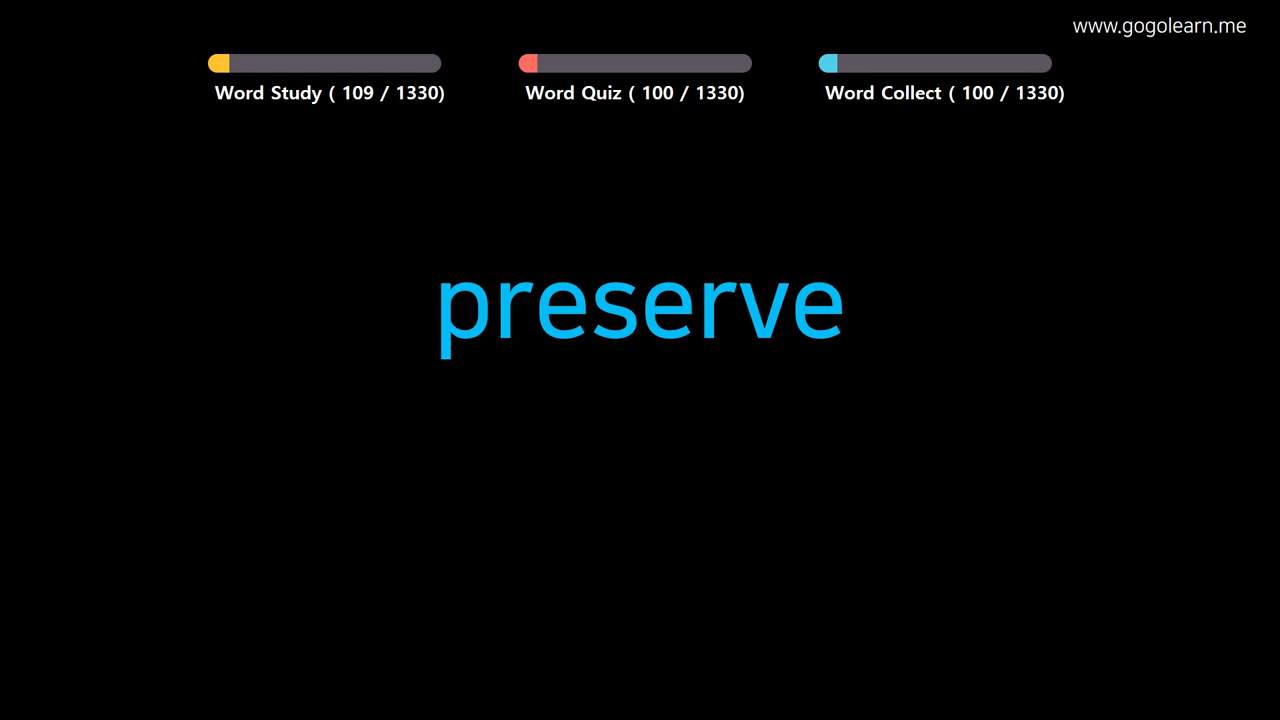 www.gogolearn.me
Word Study ( 109 / 1330)
Word Quiz ( 100 / 1330)
Word Collect ( 100 / 1330)
preserve